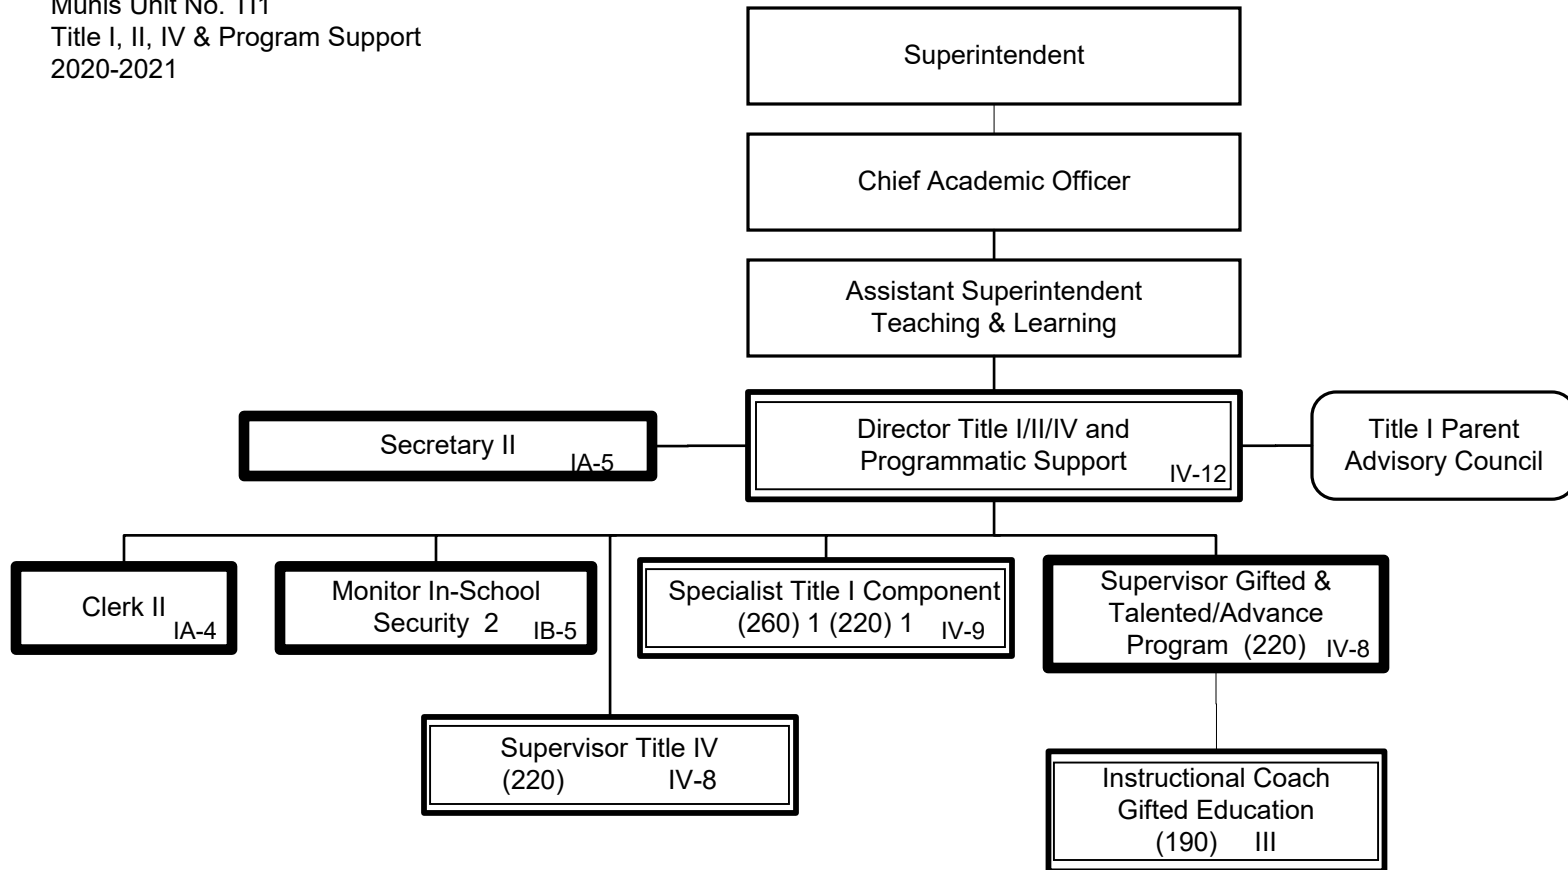 Munis Unit No.
Title I, II, IV & Program Support
2020-2021
Superintendent
Chief Academic Officer
Assistant Superintendent
Teaching & Learning
Secretary II
IA-5
Director Title I/II/IV and
Programmatic Support
IV-12
Title I Parent
Advisory Council
Clerk II
IA-4
Monitor In-School
Security 2 IB-5
Specialist Title I Component
(260) 1 (220) 1 IV-9
Supervisor Gifted &
Talented/Advance
Program (220) IV-8
Supervisor Title IV
(220) IV-8
Instructional Coach
Gifted Education
(190) III